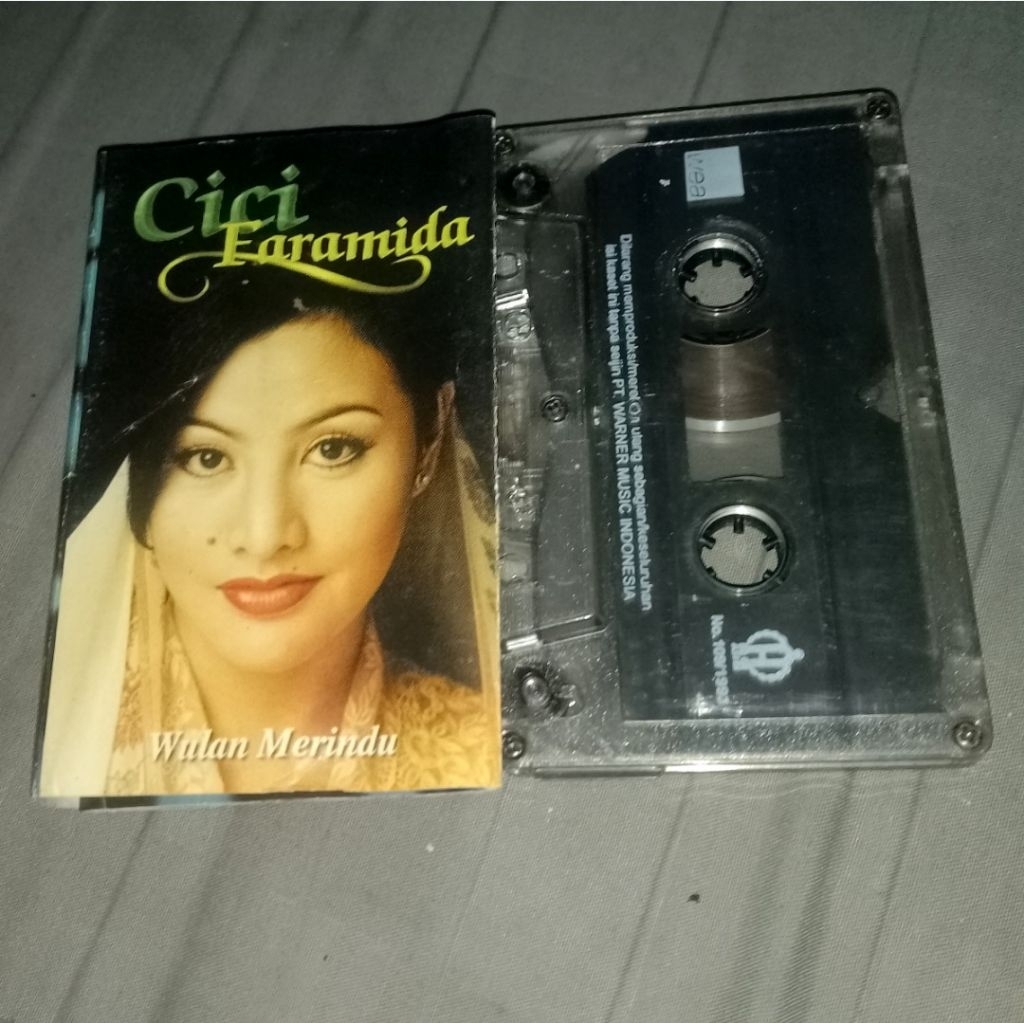 Cici
Faramida
Wulan Merindu
wea
Dilarang memproduksi/merekam ulang sebagian/keseluruhan
isi kaset ini tanpa seijin PT. WARNER MUSIC INDONESIA